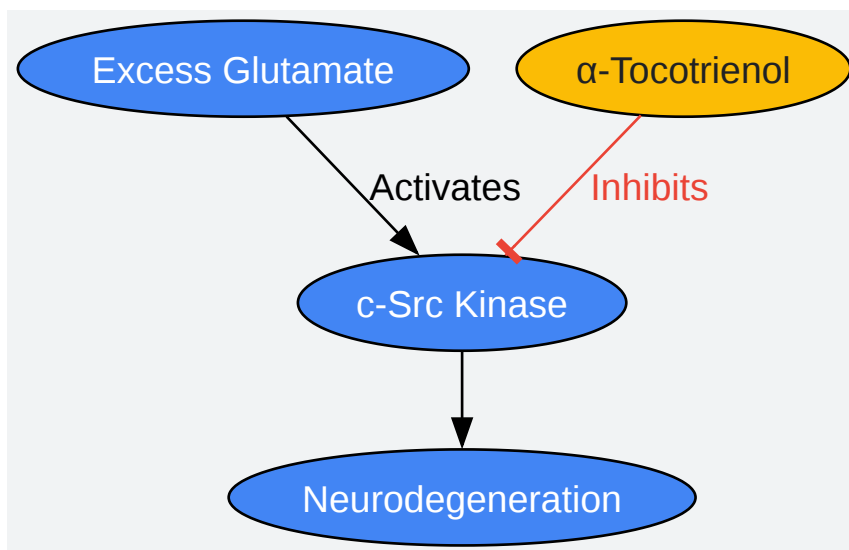 Excess Glutamate
α-Tocotrienol
Activates
Inhibits
c-Src Kinase
Neurodegeneration